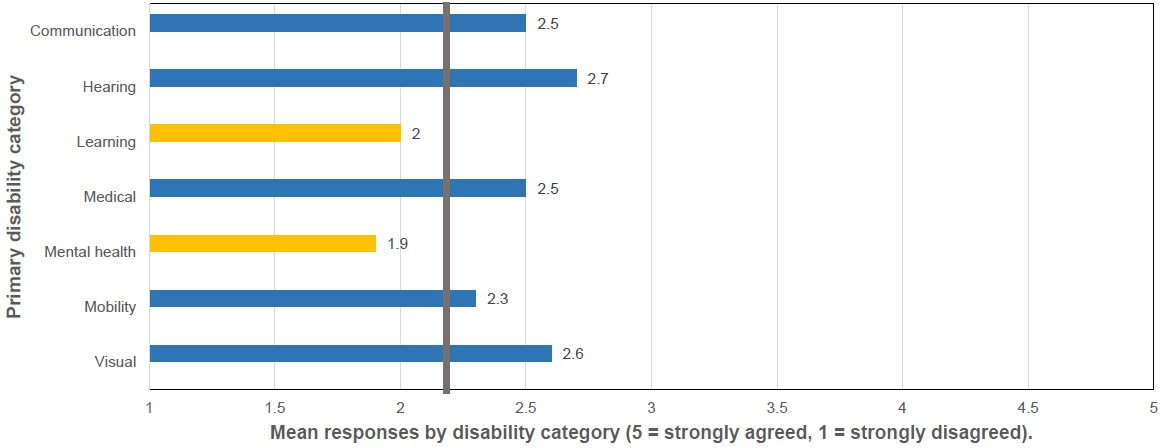 Primary disability category
Communication 2.5
Hearing 2.7
Learning 2
Medical 2.5
Mental health 1.9
Mobility 2.3
Visual 2.6
1 1.5 2 2.5 3 3.5 4 4.5 5
Mean responses by disability category (5 = strongly agreed, 1 = strongly disagreed).